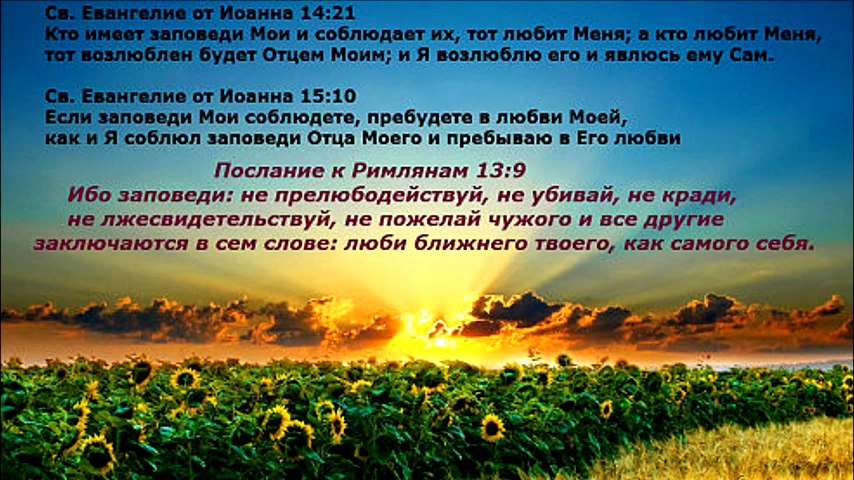 Св. Евангелие от Иоанна 14:21
Кто имеет заповеди Мои и соблюдает их, тот любит Меня; а кто любит Меня,
тот возлюблен будет Отцем Моим; и Я возлюблю его и явлюсь ему Сам.
Св. Евангелие от Иоанна 15:10
Если заповеди Мои соблюдете, пребудете в любви Моей,
как и Я соблюл заповеди Отца Моего и пребываю в Его любви
Послание к Римлянам 13:9
Ибо заповеди: не прелюбодействуй, не убивай, не кради,
не лжесвидетельствуй, не пожелай чужого и все другие
заключаются в сем слове: люби ближнего твоего, как самого себя.